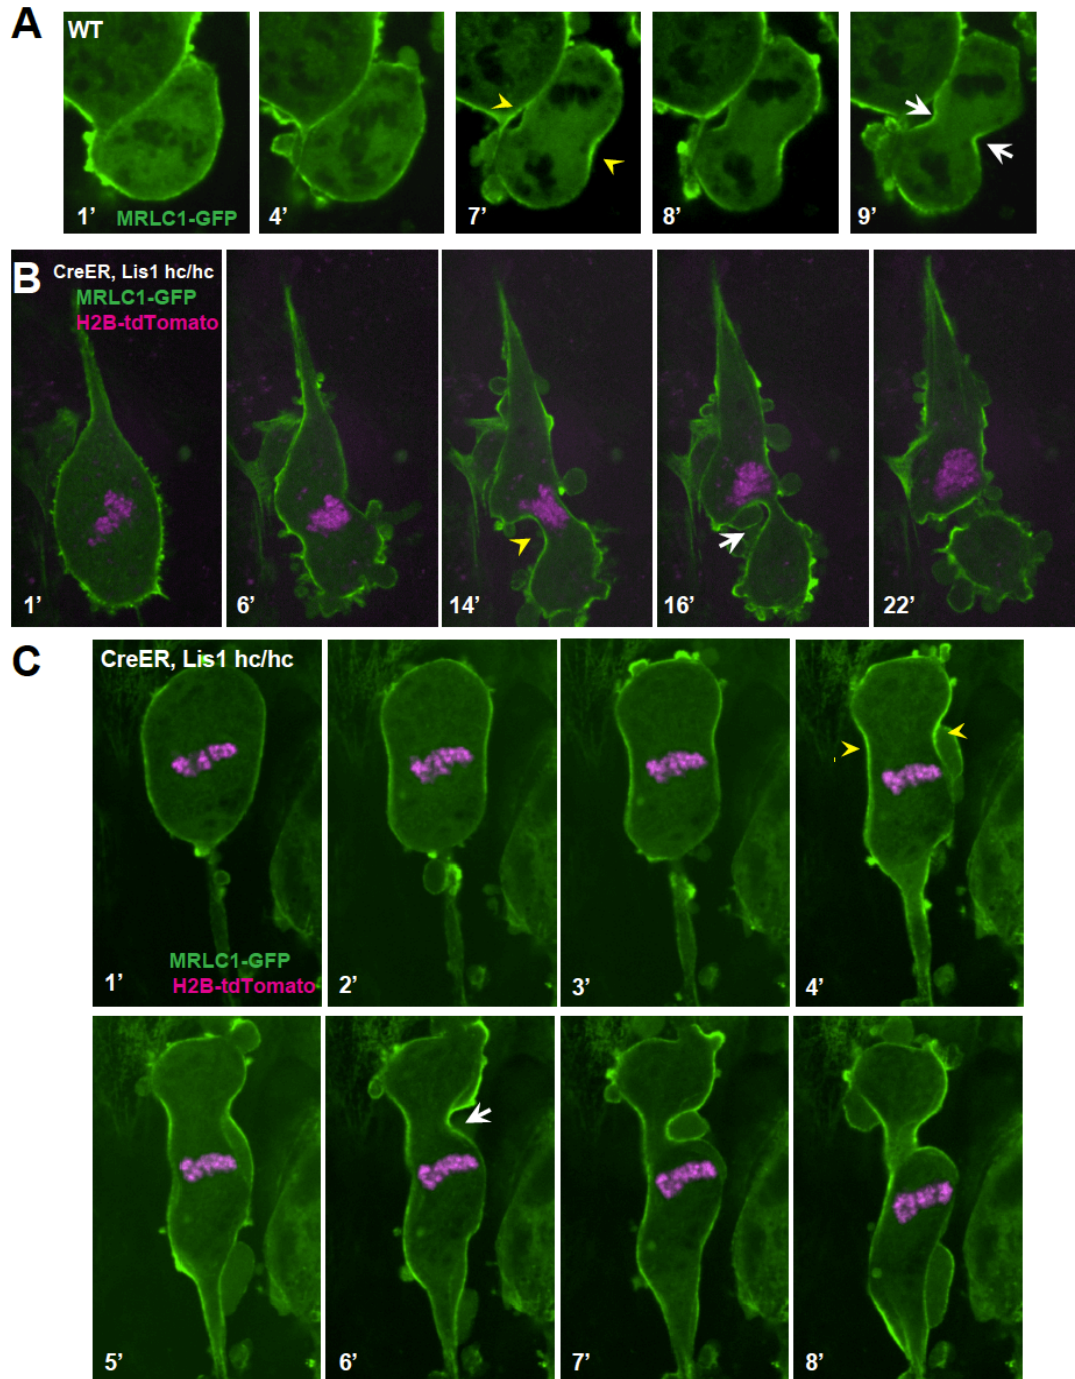 A
WT
1’
MRLC1-GFP
4’
7’
8’
9’
B
CreER, Lis1 hc/hc
MRLC1-GFP
H2B-tdTomato
1’
6’
14’
16’
22’
C
CreER, Lis1 hc/hc
MRLC1-GFP
H2B-tdTomato
1’
2’
3’
4’
5’
6’
7’
8’